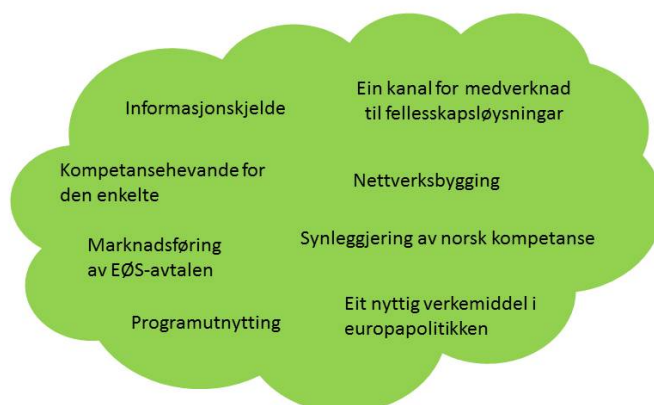 Informasjonskjelde
Ein kanal for medverknad
til fellesskapsløysningar
Kompetansehevande for
den enkelte
Nettverksbygging
Marknadsføring
av EØS-avtalen
Synleggjering av norsk kompetanse
Programutnytting
Eit nyttig verkemiddel i
europapolitikken